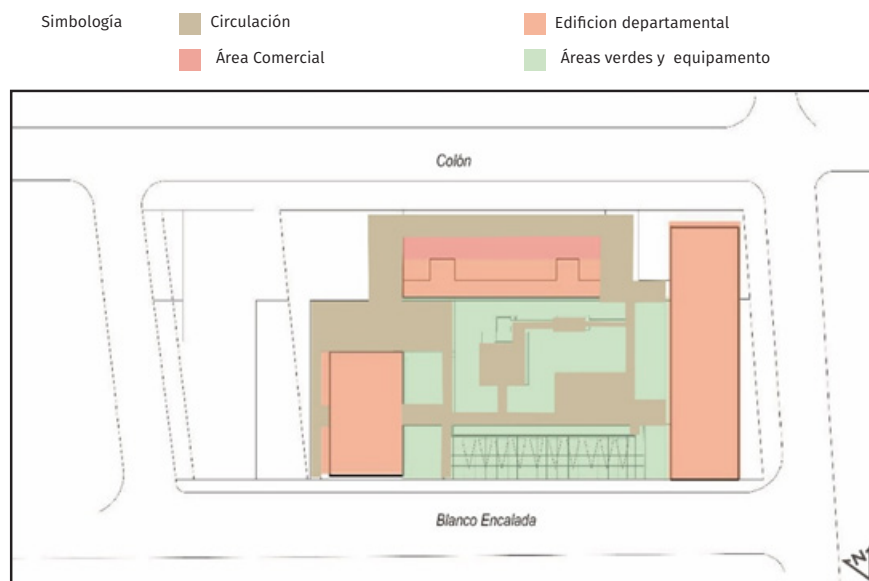 Simbología
Circulación
Edificion departamental
Área Comercial
Áreas verdes y equipamento
Colón
Blanco Encalada
N